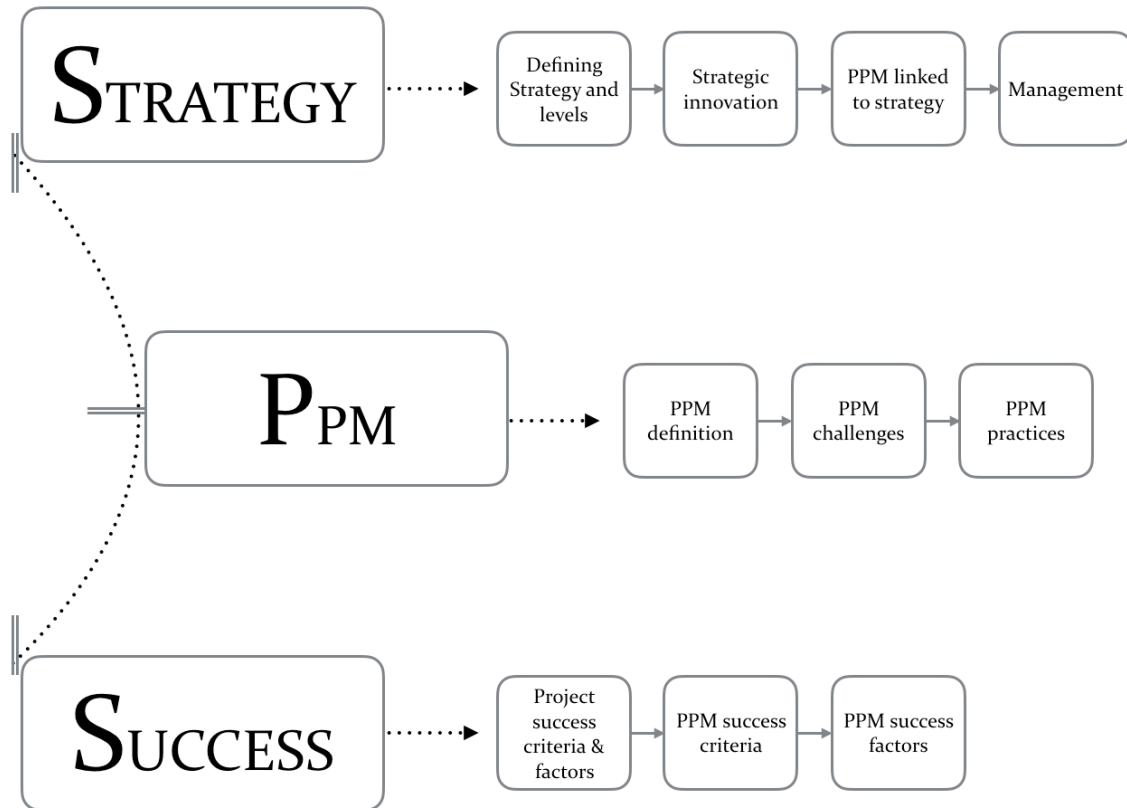 STRATEGY
Defining
Strategy and
levels
Strategic
innovation
PPM linked
to strategy
Management
PPM
PPM
definition
PPM
challenges
PPM
practices
SUCCESS
Project
success
criteria &
factors
PPM success
criteria
PPM success
factors